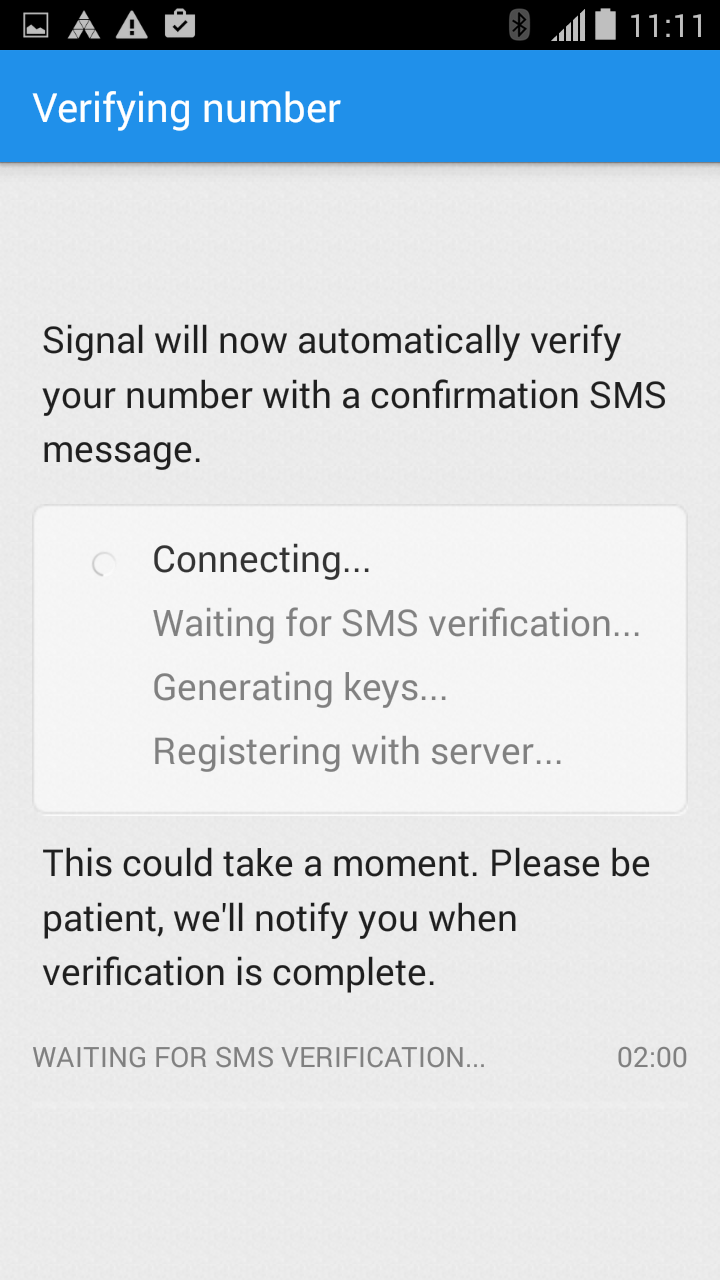 11:11
Verifying number
Signal will now automatically verify
your number with a confirmation SMS
message.
Connecting...
Waiting for SMS verification...
Generating keys...
Registering with server...
This could take a moment. Please be
patient, we'll notify you when
verification is complete.
WAITING FOR SMS VERIFICATION... 02:00